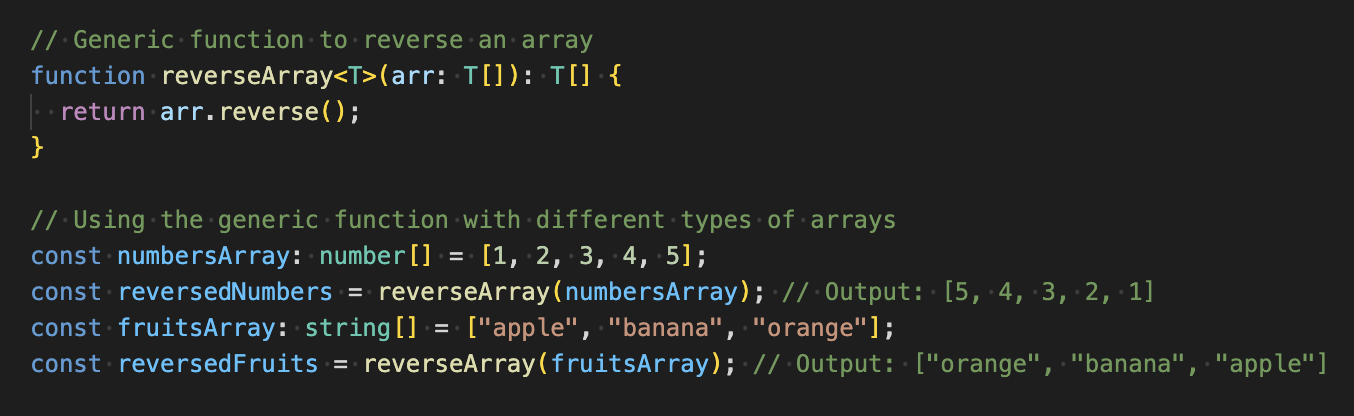 // Generic function to reverse an array
function reverseArray<T>(arr: T[]): T[] {
  return arr.reverse();
}
// Using the generic function with different types of arrays
const numbersArray: number[] = [1, 2, 3, 4, 5];
const reversedNumbers = reverseArray(numbersArray); // Output: [5, 4, 3, 2, 1]
const fruitsArray: string[] = ["apple", "banana", "orange"];
const reversedFruits = reverseArray(fruitsArray); // Output: ["orange", "banana", "apple"]